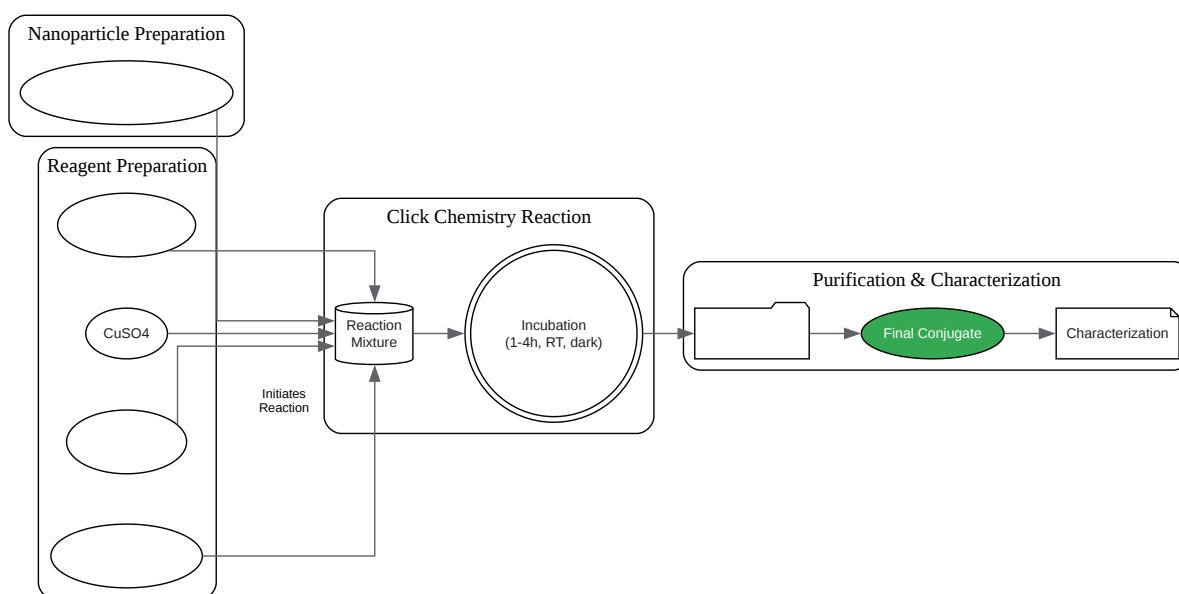 Nanoparticle Preparation
Reagent Preparation
CuSO4
Initiates
Reaction
Click Chemistry Reaction
Reaction
Mixture
Incubation
(1-4h, RT, dark)
Purification & Characterization
Final Conjugate
Characterization